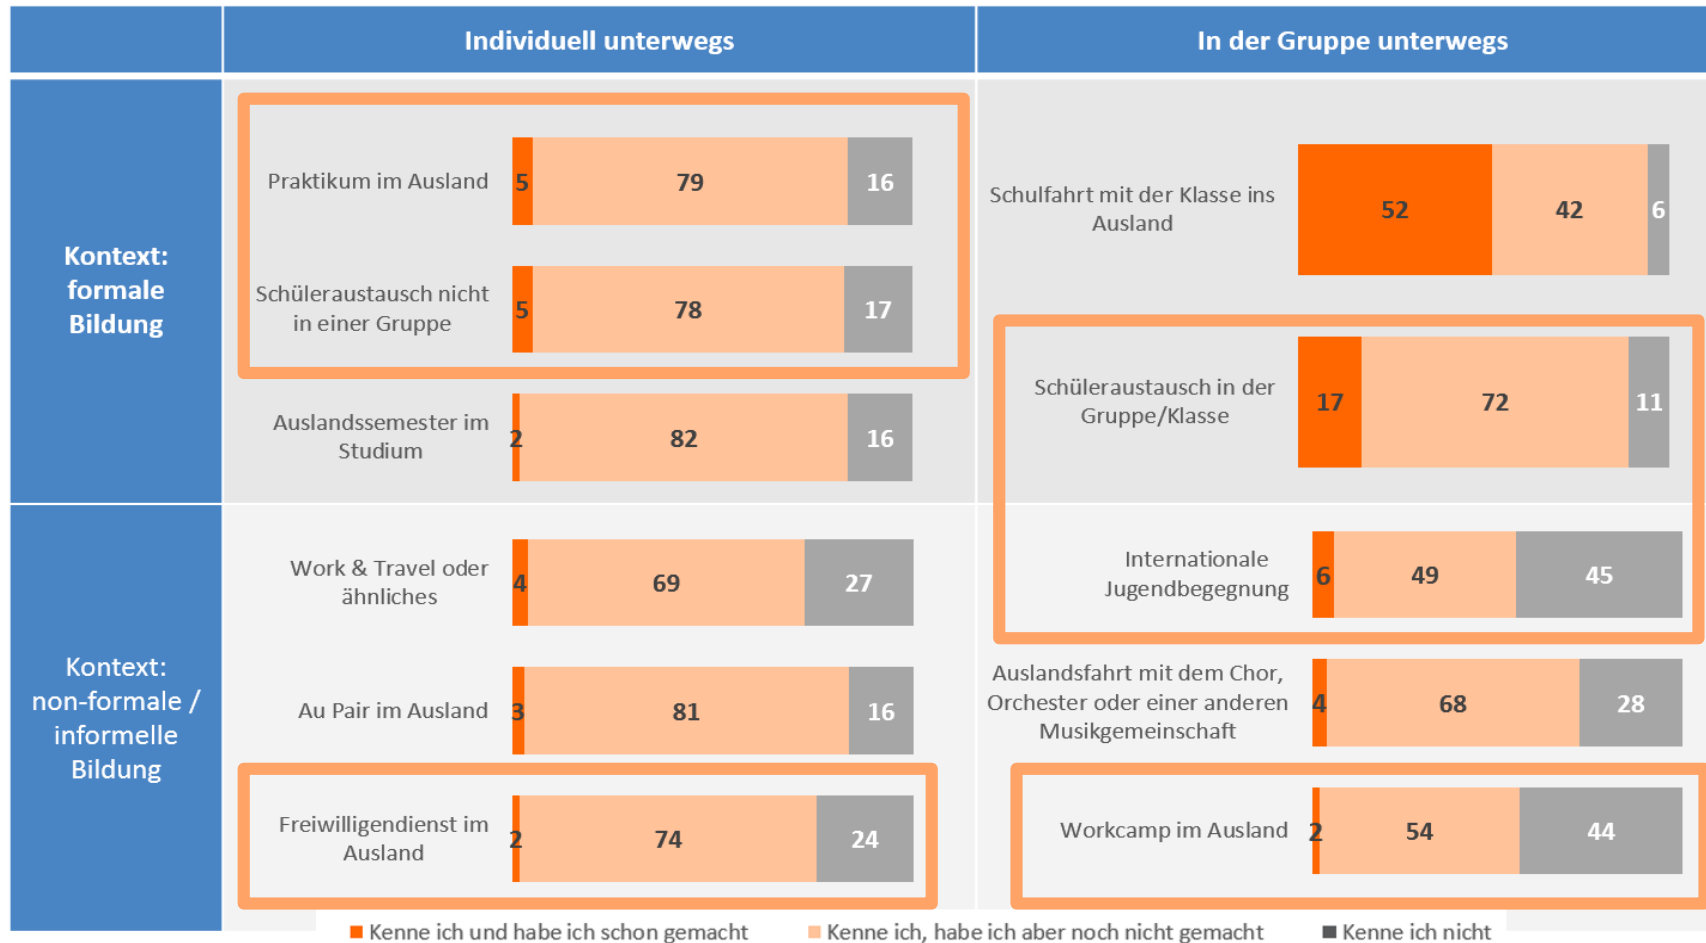 Individuell unterwegs
In der Gruppe unterwegs
Kontext:
formale
Bildung
Praktikum im Ausland
5
79
16
Schüleraustausch nicht
in einer Gruppe
5
78
17
Auslandssemester im
Studium
2
82
16
Schulfahrt mit der Klasse ins
Ausland
52
42
6
Schüleraustausch in der
Gruppe/Klasse
17
72
11
Kontext:
non-formale /
informelle
Bildung
Work & Travel oder
ähnliches
4
69
27
Au Pair im Ausland
3
81
16
Freiwilligendienst im
Ausland
2
74
24
Internationale
Jugendbegegnung
6
49
45
Auslandsfahrt mit dem Chor,
Orchester oder einer anderen
Musikgemeinschaft
4
68
28
Workcamp im Ausland
2
54
44
Kenne ich und habe ich schon gemacht
Kenne ich, habe ich aber noch nicht gemacht
Kenne ich nicht